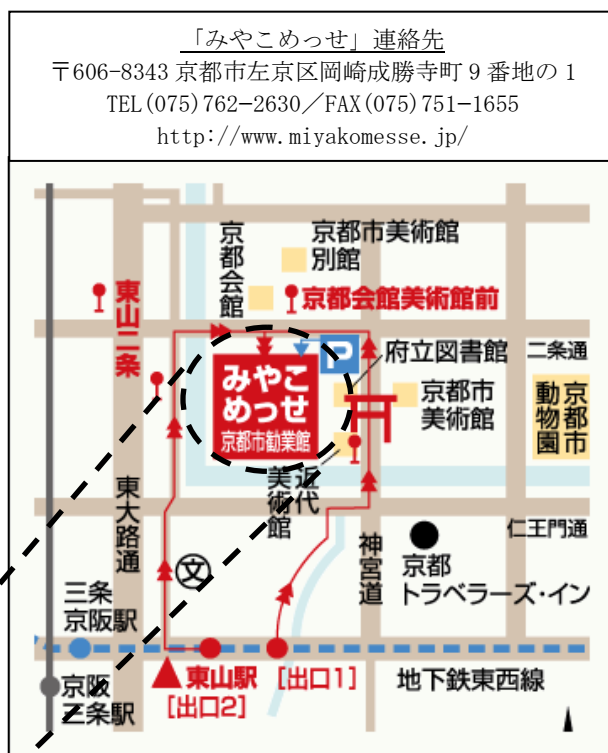 「みやこめっせ」連絡先
〒606-8343 京都市左京区岡崎成勝寺町9番地の1
TEL(075)762−2630／FAX(075)751−1655
http://www.miyakomesse.jp/
京都会館
京都市美術館
別館
東山二条
京都会館美術館前
P
府立図書館
二条通
みやこ
めっせ
京都市勧業館
京都市
美術館
京都市
動物園
近代
美術館
東大路通
神宮道
仁王門通
文
京都
トラベラーズ・イン
三条
京阪駅
東山駅
[出口1]
[出口2]
地下鉄東西線
京阪
三条駅